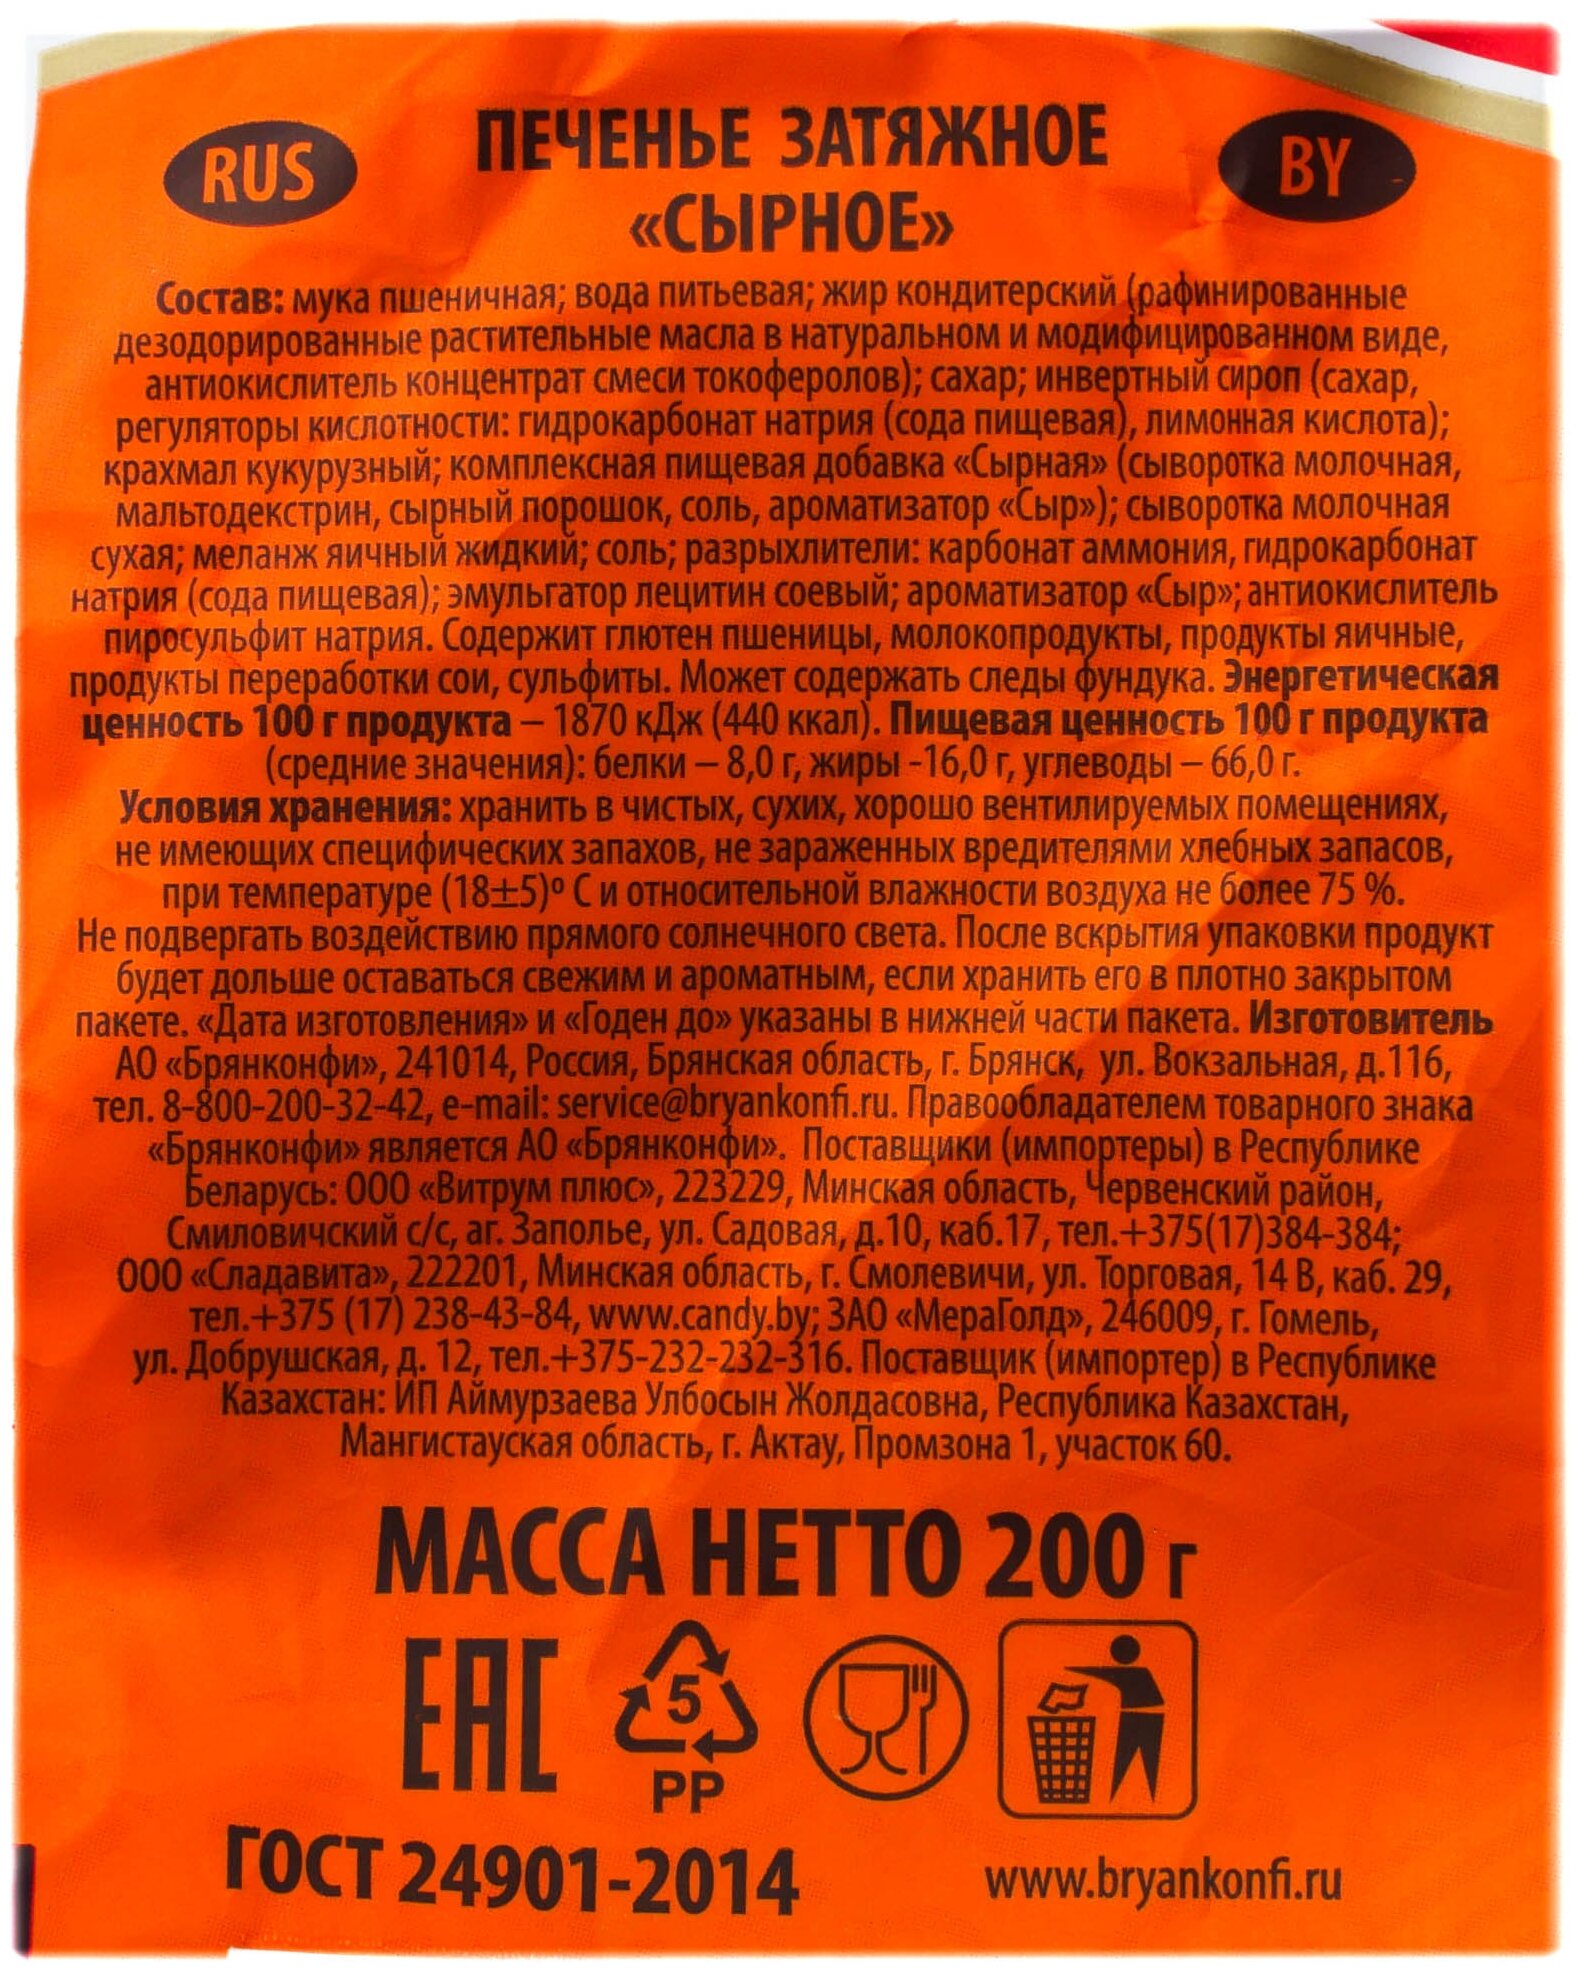 RUS
ПЕЧЕНЬЕ ЗАТЯЖНОЕ
BY
«СЫРНОЕ»
Состав: мука пшеничная; вода питьевая; жир кондитерский (рафинированные
дезодорированные растительные масла в натуральном и модифицированном виде,
антиокислитель концентрат смеси токоферолов); сахар; инвертный сироп (сахар,
регуляторы кислотности: гидрокарбонат натрия (сода пищевая), лимонная кислота);
крахмал кукурузный; комплексная пищевая добавка «Сырная» (сыворотка молочная,
мальтодекстрин, сырный порошок, соль, ароматизатор «Сыр»); сыворотка молочная
сухая; меланж яичный жидкий; соль; разрыхлители: карбонат аммония, гидрокарбонат
натрия (сода пищевая); эмульгатор лецитин соевый; ароматизатор «Сыр»; антиокислитель
пиросульфит натрия. Содержит глютен пшеницы, молокопродукты, продукты яичные,
продукты переработки сои, сульфиты. Может содержать следы фундука. Энергетическая
ценность 100 г продукта – 1870 кДж (440 ккал). Пищевая ценность 100 г продукта
(средние значения): белки – 8,0 г, жиры -16,0 г, углеводы – 66,0 г.
Условия хранения: хранить в чистых, сухих, хорошо вентилируемых помещениях,
не имеющих специфических запахов, не зараженных вредителями хлебных запасов,
при температуре (18±5)º С и относительной влажности воздуха не более 75 %.
Не подвергать воздействию прямого солнечного света. После вскрытия упаковки продукт
будет дольше оставаться свежим и ароматным, если хранить его в плотно закрытом
пакете. «Дата изготовления» и «Годен до» указаны в нижней части пакета. Изготовитель
АО «Брянконфи», 241014, Россия, Брянская область, г. Брянск, ул. Вокзальная, д.116,
тел. 8-800-200-32-42, e-mail: service@bryankonfi.ru. Правообладателем товарного знака
«Брянконфи» является АО «Брянконфи». Поставщики (импортеры) в Республике
Беларусь: ООО «Витрум плюс», 223229, Минская область, Червенский район,
Смиловичский с/с, аг. Заполье, ул. Садовая, д.10, каб.17, тел.+375(17)384-384;
ООО «Сладавита», 222201, Минская область, г. Смолевичи, ул. Торговая, 14 В, каб. 29,
тел.+375 (17) 238-43-84, www.candy.by; ЗАО «МераГолд», 246009, г. Гомель,
ул. Добрушская, д. 12, тел.+375-232-232-316. Поставщик (импортер) в Республике
Казахстан: ИП Аймурзаева Улбосын Жолдасовна, Республика Казахстан,
Мангистауская область, г. Актау, Промзона 1, участок 60.
МАССА НЕТТО 200 г
EAC
5
PP
ГОСТ 24901-2014
www.bryankonfi.ru